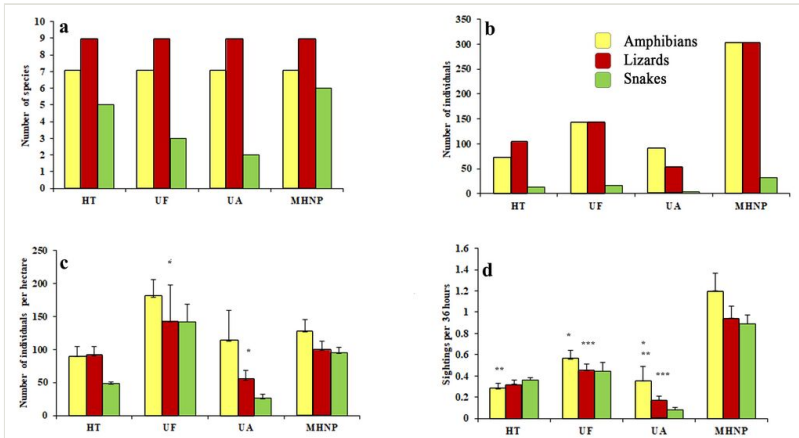 a
Number of species
10
9
8
7
6
5
4
3
2
1
0
HT UF UA MHNP
b
Amphibians
Lizards
Snakes
Number of individuals
350
300
250
200
150
100
50
0
HT UF UA MHNP
c
Number of individuals per hectare
250
200
150
100
50
0
*
*
HT UF UA MHNP
d
Sightings per 36 hours
1.6
1.4
1.2
1
0.8
0.6
0.4
0.2
0
**
*
***
*
**
***
HT UF UA MHNP